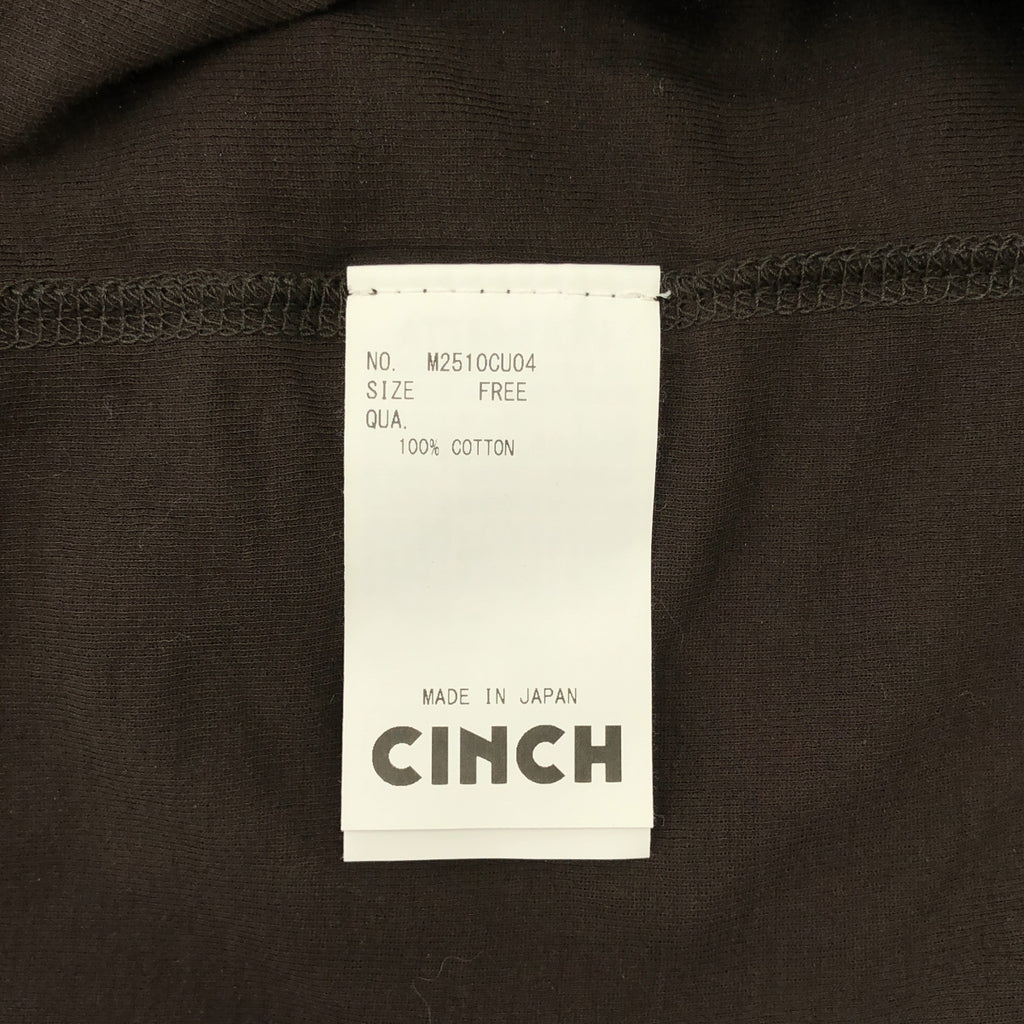 NO. M2510CU04
SIZE FREE
QUA.
100% COTTON
MADE IN JAPAN
CINCH